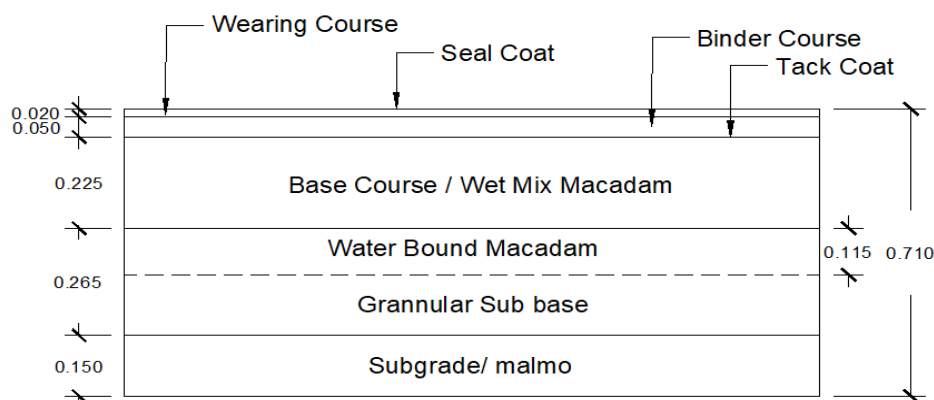 Wearing Course
Seal Coat
Binder Course
Tack Coat
0.020
0.050
0.225
Base Course / Wet Mix Macadam
Water Bound Macadam
0.115
0.710
0.265
Grannular Sub base
0.150
Subgrade/ malmo